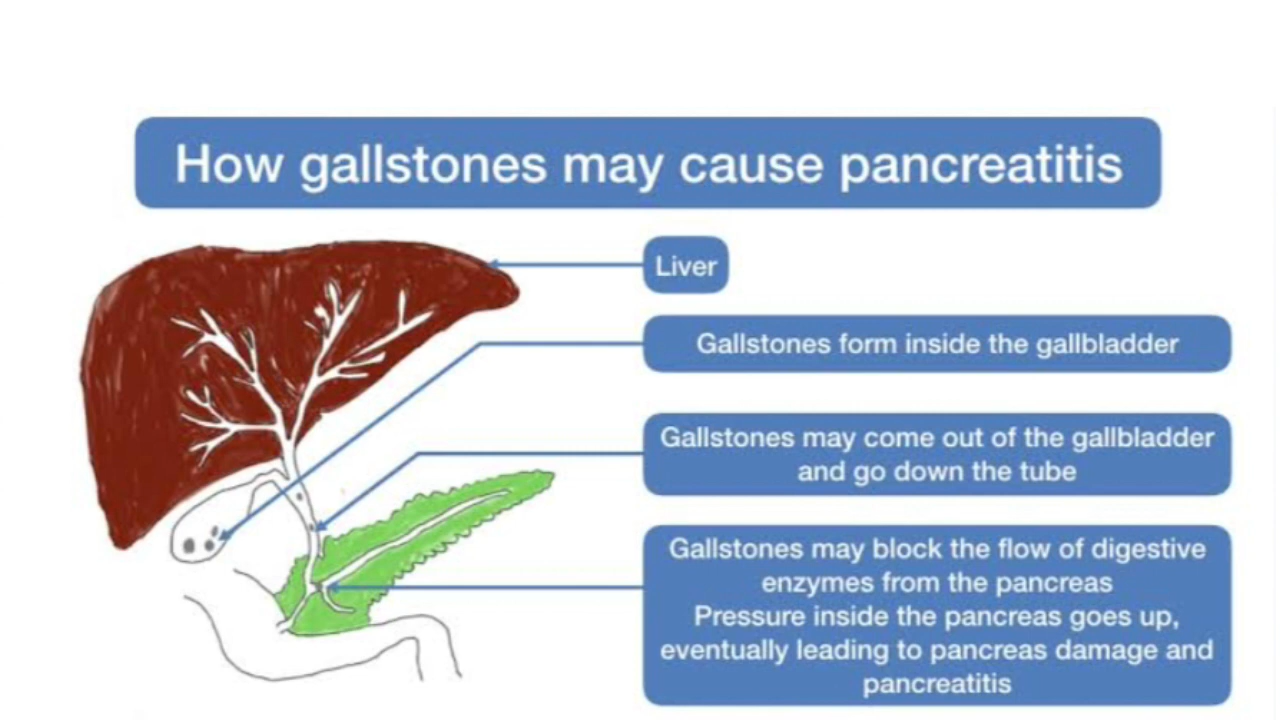 How gallstones may cause pancreatitis
Liver
Gallstones form inside the gallbladder
Gallstones may come out of the gallbladder
and go down the tube
Gallstones may block the flow of digestive
enzymes from the pancreas
Pressure inside the pancreas goes up,
eventually leading to pancreas damage and
pancreatitis